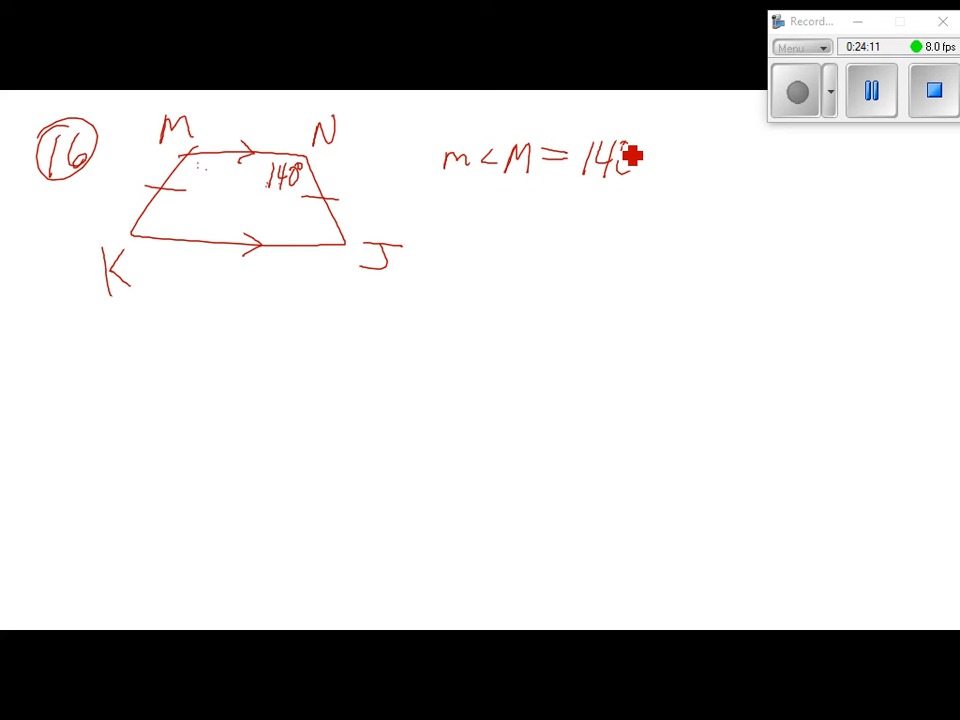 Record...
Menu
0:24:11
8.0 fps
16
M
N
140°
m<M = 140
K
J